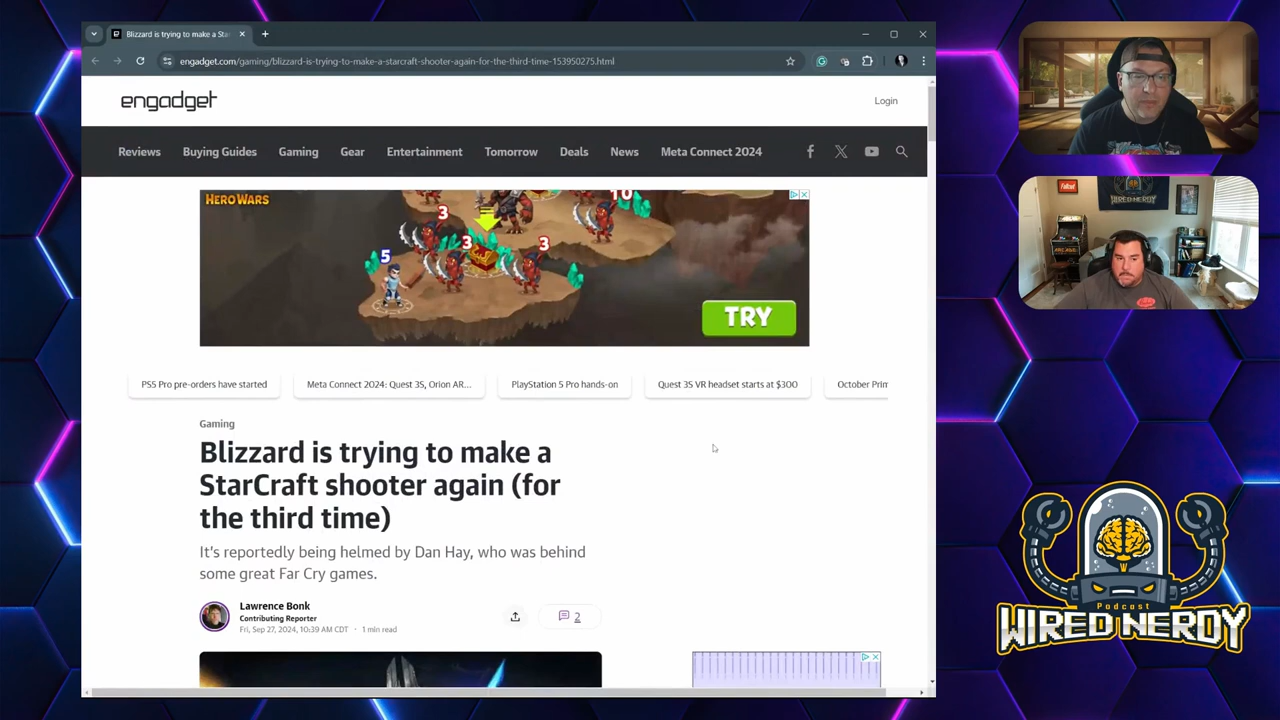 Blizzard is trying to make a Sta
engadget.com/gaming/blizzard-is-trying-to-make-a-starcraft-shooter-again-for-the-third-time-153950275.html
engadget
Login
Reviews Buying Guides Gaming Gear Entertainment Tomorrow Deals News Meta Connect 2024
HERO WARS
10
3
3
3
5
TRY
PS5 Pro pre-orders have started
Meta Connect 2024: Quest 3S, Orion AR...
PlayStation 5 Pro hands-on
Quest 3S VR headset starts at $300
October Prim
Gaming
Blizzard is trying to make a
StarCraft shooter again (for
the third time)
It's reportedly being helmed by Dan Hay, who was behind
some great Far Cry games.
Lawrence Bonk
Contributing Reporter
Fri, Sep 27, 2024, 10:39 AM CDT · 1 min read
2
Fallout
WIRED NERDY
Podcast
WIRED NERDY